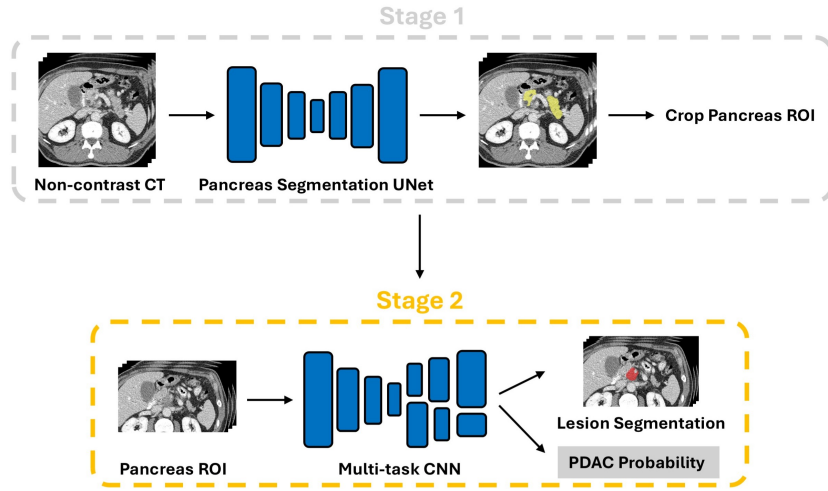 Stage 1
Non-contrast CT
Pancreas Segmentation UNet
Crop Pancreas ROI
Stage 2
Pancreas ROI
Multi-task CNN
Lesion Segmentation
PDAC Probability